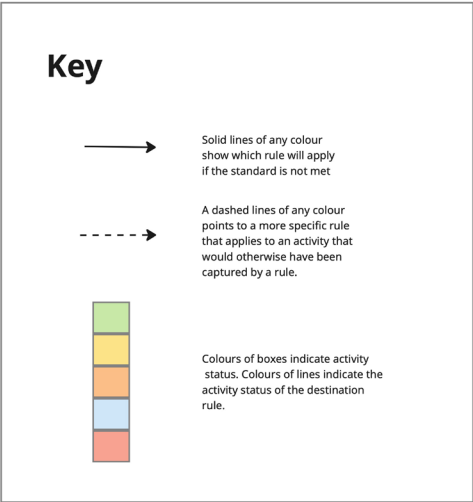 Key
Solid lines of any colour
show which rule will apply
if the standard is not met
A dashed lines of any colour
points to a more specific rule
that applies to an activity that
would otherwise have been
captured by a rule.
Colours of boxes indicate activity
status. Colours of lines indicate the
activity status of the destination
rule.